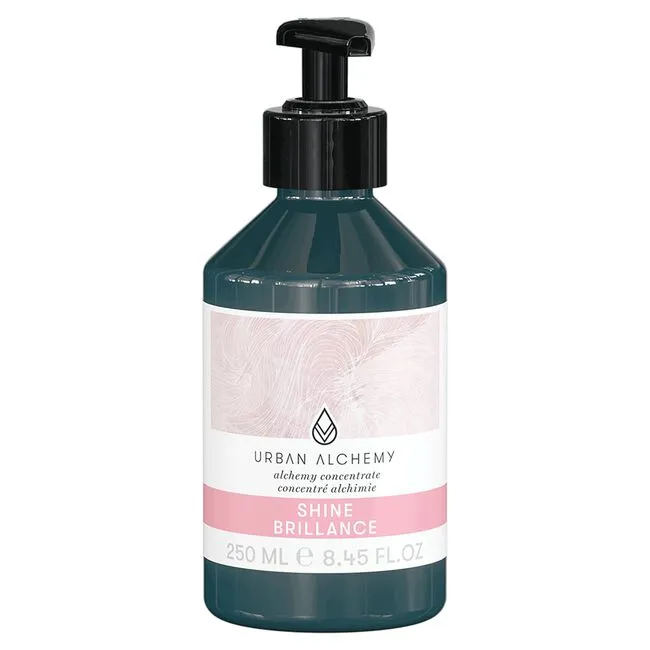 URBAN ALCHEMY
alchemy concentrate
concentré alchimie
SHINE
BRILLANCE
250 ML ℮ 8.45 FL.OZ